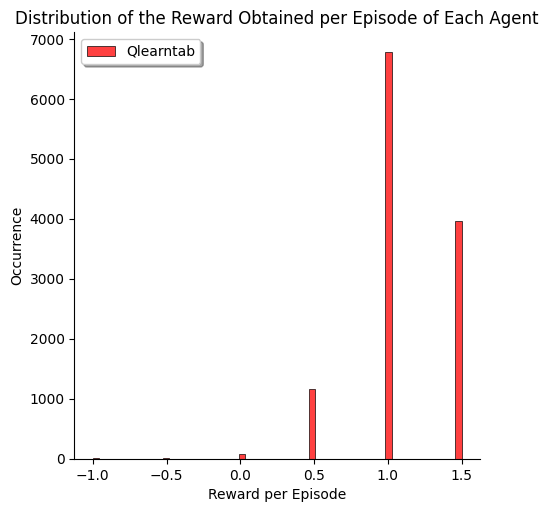 Distribution of the Reward Obtained per Episode of Each Agent
Qlearntab
7000
6000
5000
4000
3000
2000
1000
0
Occurrence
−1.0 −0.5 0.0 0.5 1.0 1.5
Reward per Episode